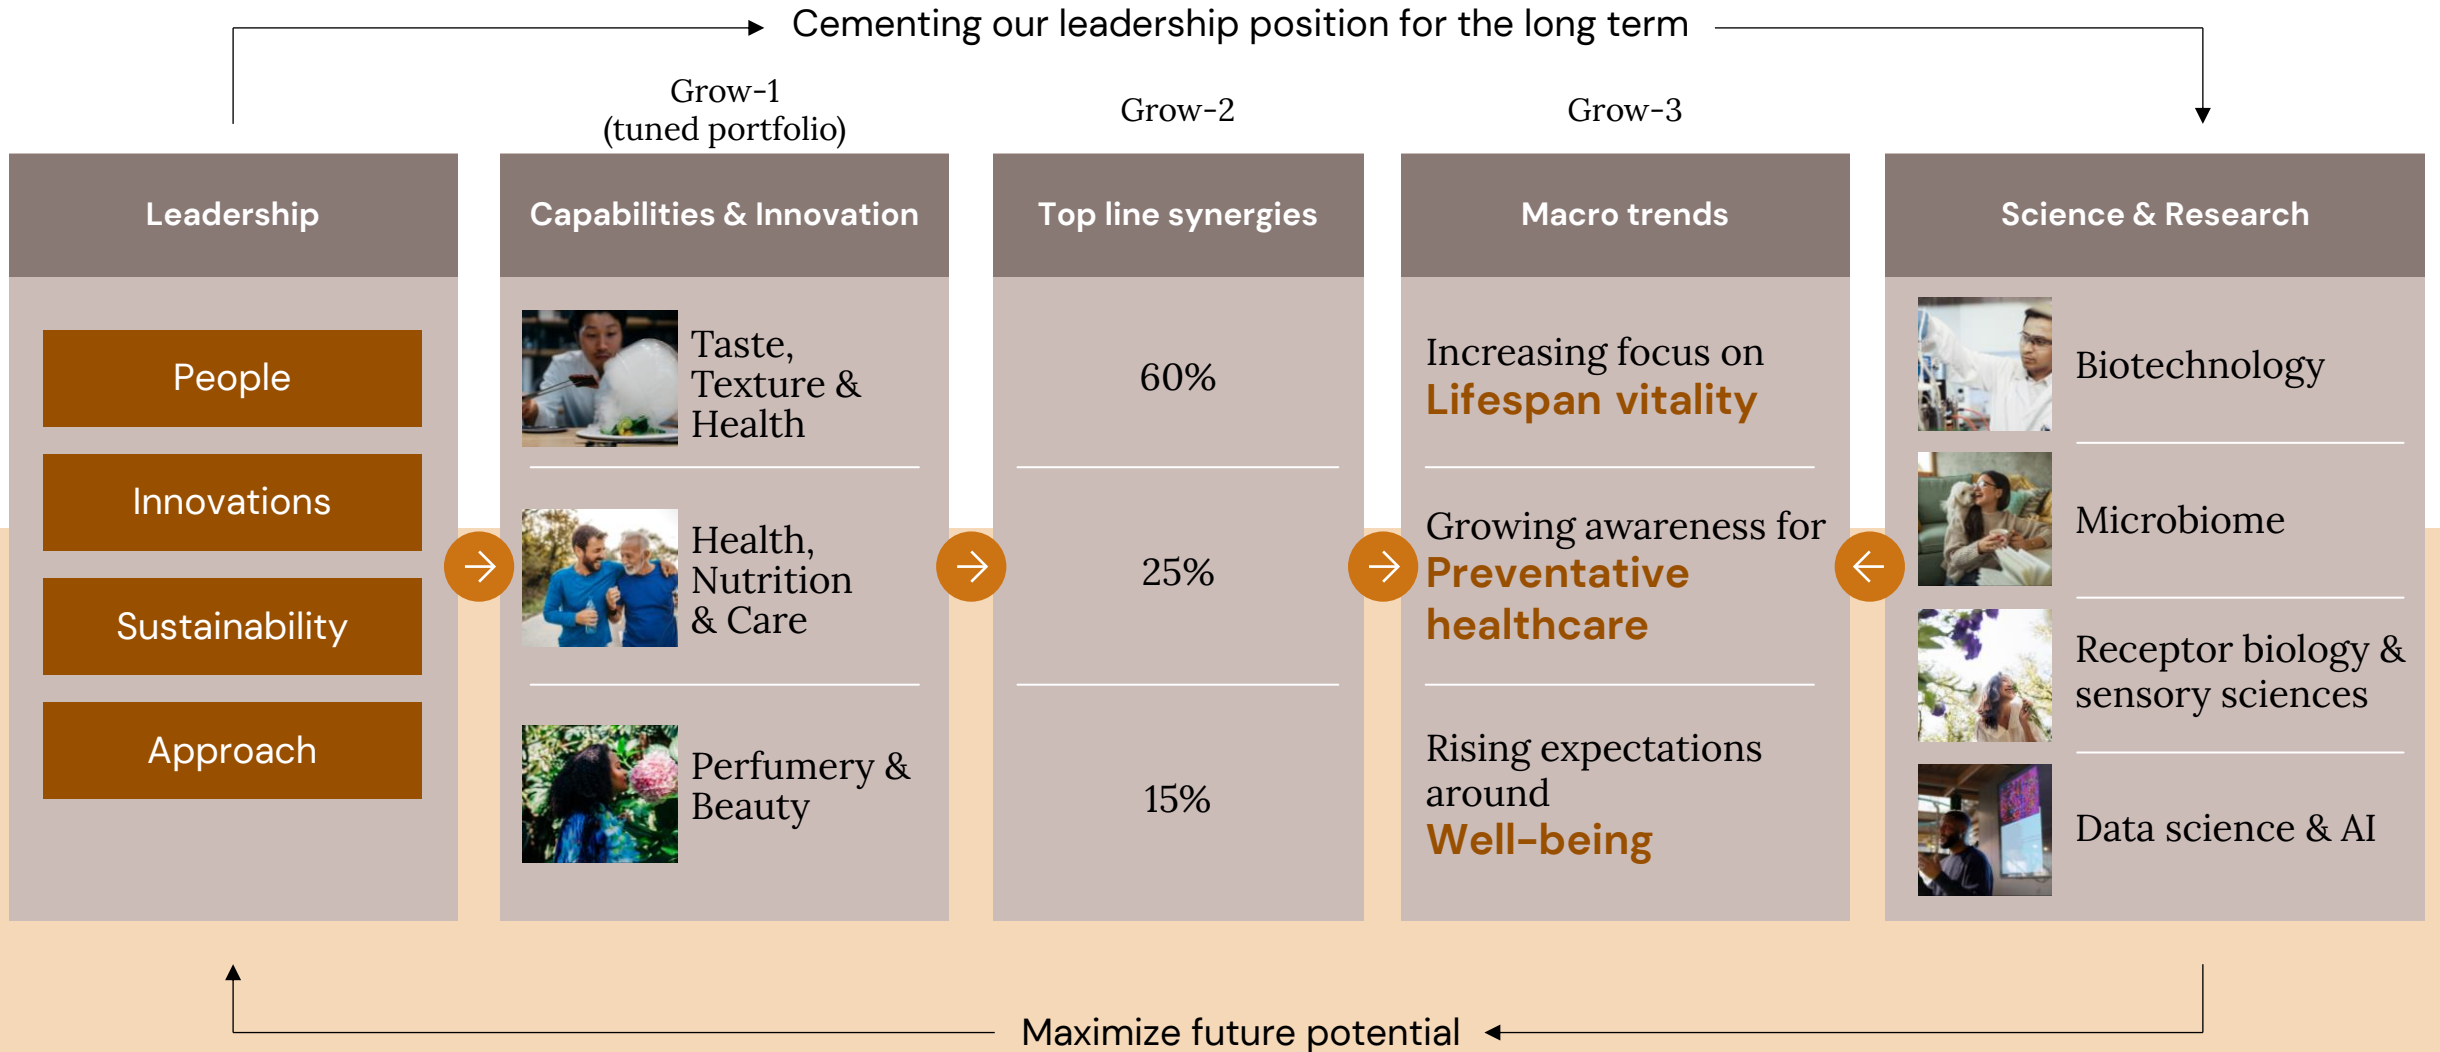 Cementing our leadership position for the long term
Grow-1
(tuned portfolio)
Grow-2
Grow-3
Leadership
Capabilities & Innovation
Top line synergies
Macro trends
Science & Research
People
Innovations
Sustainability
Approach
Taste,
Texture &
Health
Health,
Nutrition
& Care
Perfumery &
Beauty
60%
25%
15%
Increasing focus on
Lifespan vitality
Growing awareness for
Preventative
healthcare
Rising expectations
around
Well-being
Biotechnology
Microbiome
Receptor biology &
sensory sciences
Data science & AI
Maximize future potential